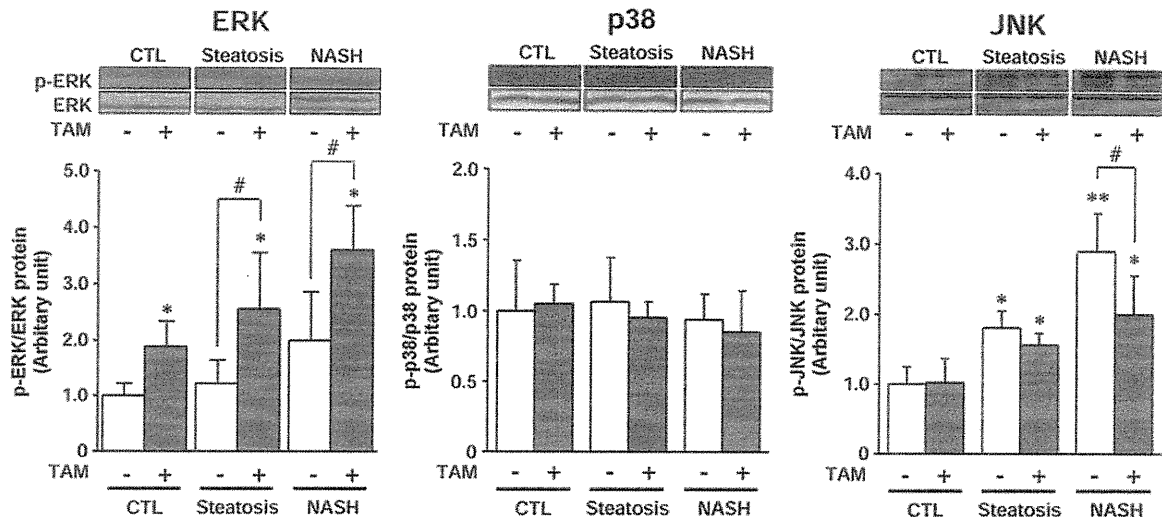 ERK
CTL Steatosis NASH
p-ERK
ERK
TAM - + - + - +
p-ERK/ERK protein
(Arbitary unit)
5.0
4.0
3.0
2.0
1.0
0
# #
* * *
TAM - + - + - +
CTL Steatosis NASH
p38
CTL Steatosis NASH
TAM - + - + - +
p-p38/p38 protein
(Arbitary unit)
2.0
1.5
1.0
0.5
0
TAM - + - + - +
CTL Steatosis NASH
JNK
CTL Steatosis NASH
TAM - + - + - +
p-JNK/JNK protein
(Arbitary unit)
4.0
3.0
2.0
1.0
0
#
* * ** *
TAM - + - + - +
CTL Steatosis NASH